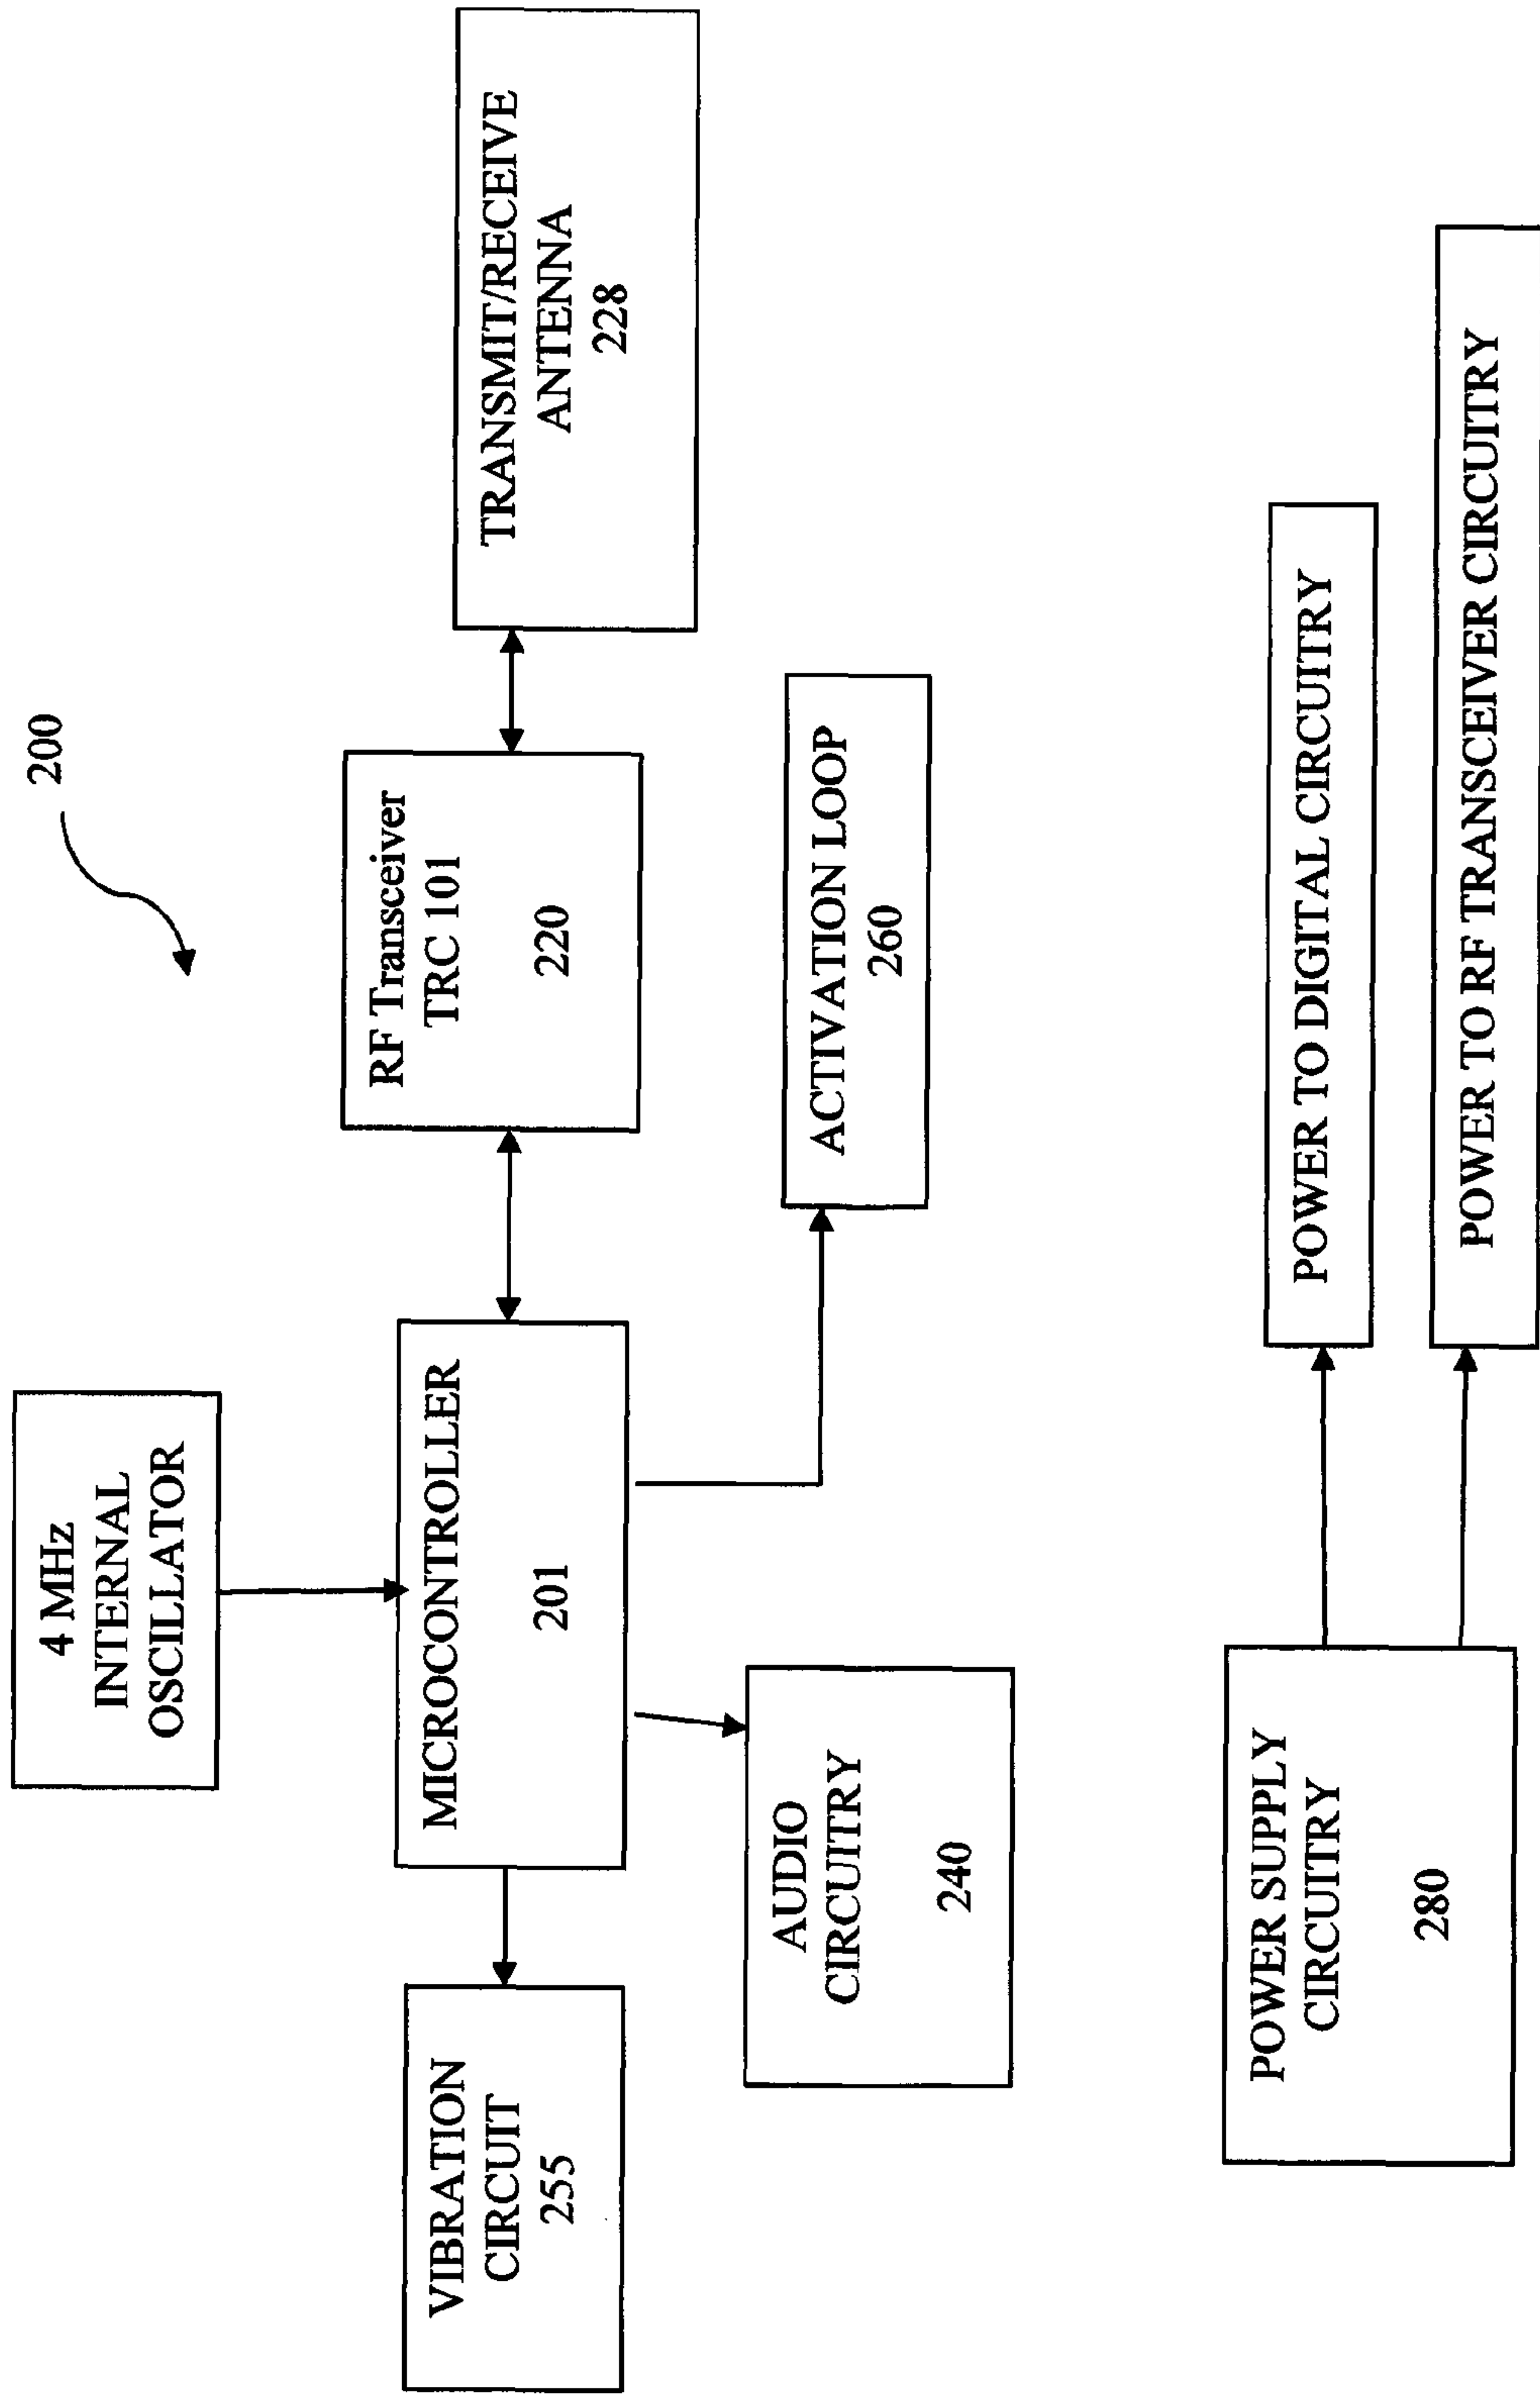 200
4 MHz
INTERNAL
OSCILLATOR
VIBRATION
CIRCUIT
255
MICROCONTROLLER
201
RF Transceiver
TRC 101
220
TRANSMIT/RECEIVE
ANTENNA
228
AUDIO
CIRCUITRY
240
ACTIVATION LOOP
260
POWER SUPPLY
CIRCUITRY
280
POWER TO DIGITAL CIRCUITRY
POWER TO RF TRANSCEIVER CIRCUITRY